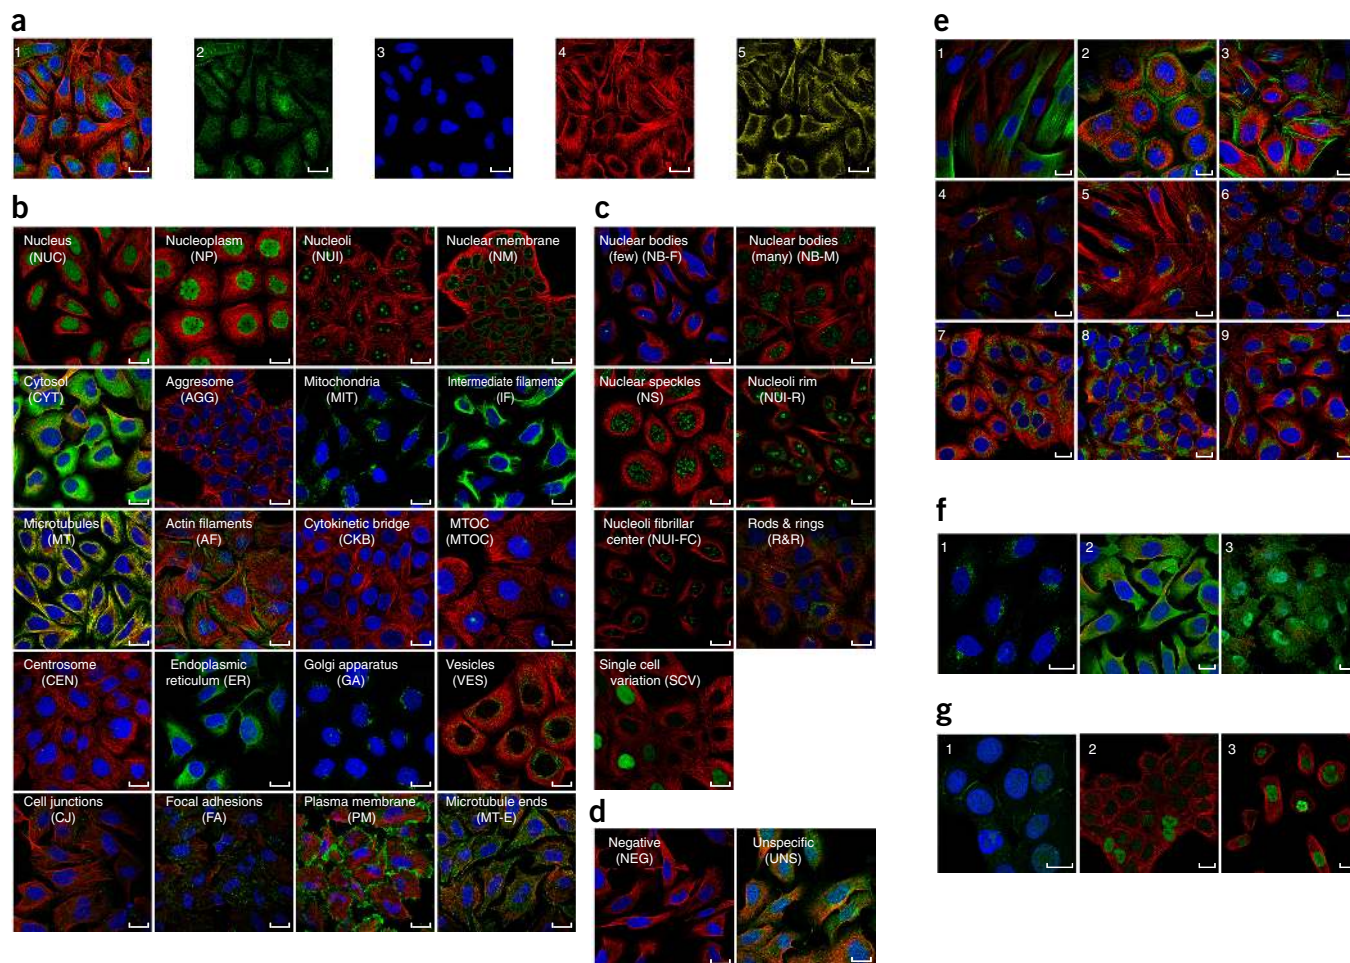 a
1
2
3
4
5
b
Nucleus
(NUC)
Nucleoplasm
(NP)
Nucleoli
(NUI)
Nuclear membrane
(NM)
Cytosol
(CYT)
Aggresome
(AGG)
Mitochondria
(MIT)
Intermediate filaments
(IF)
Microtubules
(MT)
Actin filaments
(AF)
Cytokinetic bridge
(CKB)
MTOC
(MTOC)
Centrosome
(CEN)
Endoplasmic
reticulum (ER)
Golgi apparatus
(GA)
Vesicles
(VES)
Cell junctions
(CJ)
Focal adhesions
(FA)
Plasma membrane
(PM)
Microtubule ends
(MT-E)
c
Nuclear bodies
(few) (NB-F)
Nuclear bodies
(many) (NB-M)
Nuclear speckles
(NS)
Nucleoli rim
(NUI-R)
Nucleoli fibrillar
center (NUI-FC)
Rods & rings
(R&R)
Single cell
variation (SCV)
d
Negative
(NEG)
Unspecific
(UNS)
e
1
2
3
4
5
6
7
8
9
f
1
2
3
g
1
2
3